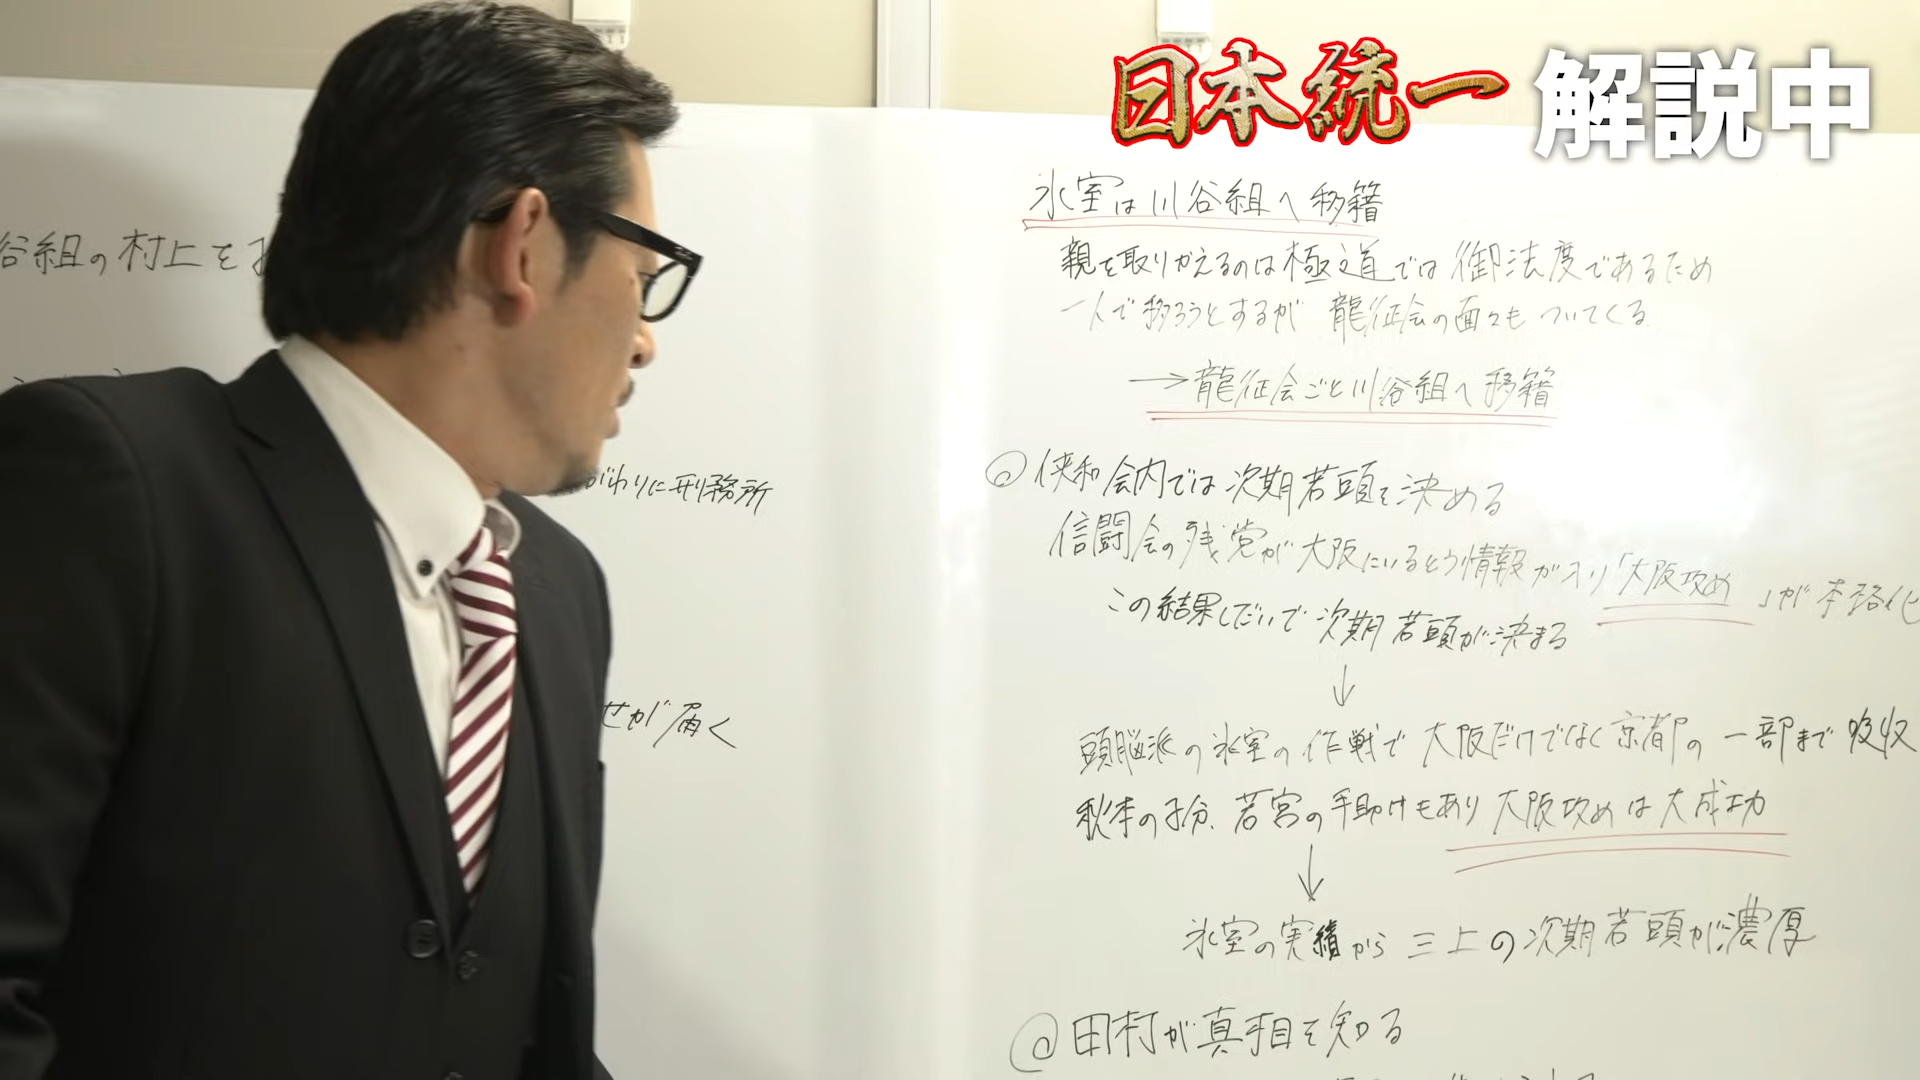 日本統一 解説中
谷組の村上を
がわりに刑務所
せが届く
氷室は川谷組へ移籍
親を取りかえるのは極道では御法度であるため
一人で移ろうとするが 龍征会の面々もついてくる
→龍征会ごと川谷組へ移籍
@侠和会内では次期若頭を決める
信闘会の残党が大阪にいるとう情報が入り「大阪攻め」が本格化
この結果しだいで次期若頭が決まる
↓
頭脳派の氷室の作戦で大阪だけでなく京都の一部まで吸収
秋本の子分、若宮の手助けもあり大阪攻めは大成功
↓
氷室の実績から三上の次期若頭が濃厚
@田村が真相を知る